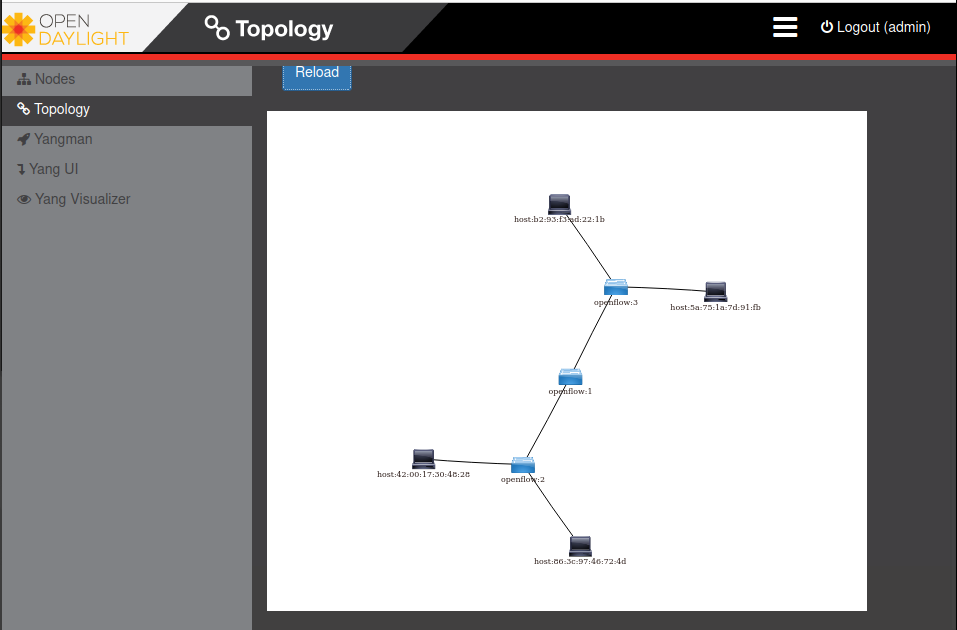 OPEN
DAYLIGHT
Topology
Logout (admin)
Nodes
Topology
Yangman
Yang UI
Yang Visualizer
Reload
host:b2:93:f3:ad:22:1b
openflow:3
host:5a:75:1a:7d:91:fb
openflow:1
host:42:00:17:30:48:28
openflow:2
host:86:3c:97:46:72:4d